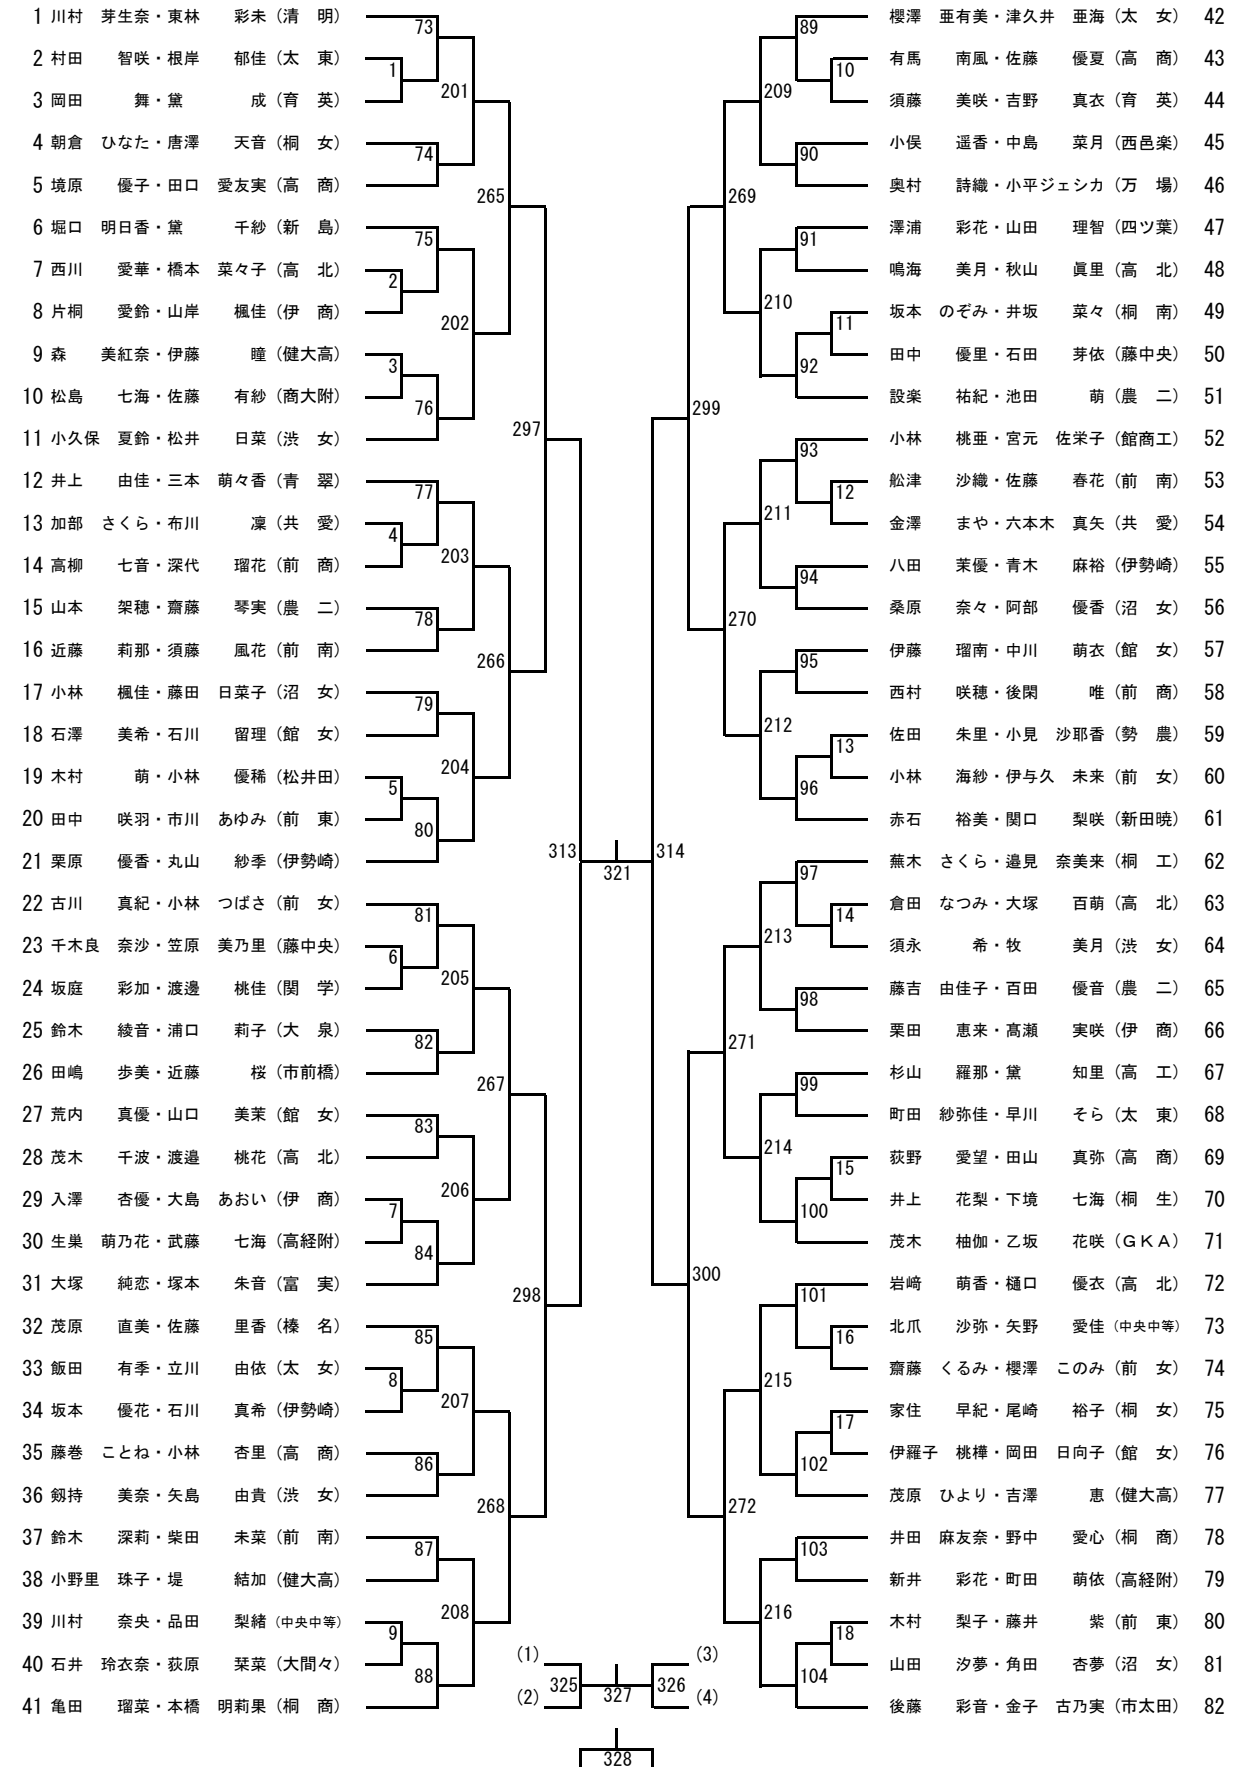 1 川村 芽生奈・東林 彩未 (清 明)
2 村田 智咲・根岸 郁佳 (太 東)
3 岡田 舞・黛 成 (育 英)
4 朝倉 ひなた・唐澤 天音 (桐 女)
5 境原 優子・田口 愛友実 (高 商)
6 堀口 明日香・黛 千紗 (新 島)
7 西川 愛華・橋本 菜々子 (高 北)
8 片桐 愛鈴・山岸 楓佳 (伊 商)
9 森 美紅奈・伊藤 瞳 (健大高)
10 松島 七海・佐藤 有紗 (商大附)
11 小久保 夏鈴・松井 日菜 (渋 女)
12 井上 由佳・三本 萌々香 (青 翠)
13 加部 さくら・布川 凜 (共 愛)
14 高柳 七音・深代 瑠花 (前 商)
15 山本 架穂・齋藤 琴実 (農 二)
16 近藤 莉那・須藤 風花 (前 南)
17 小林 楓佳・藤田 日菜子 (沼 女)
18 石澤 美希・石川 留理 (館 女)
19 木村 萌・小林 優稀 (松井田)
20 田中 咲羽・市川 あゆみ (前 東)
21 栗原 優香・丸山 紗季 (伊勢崎)
22 古川 真紀・小林 つばさ (前 女)
23 千木良 奈沙・笠原 美乃里 (藤中央)
24 坂庭 彩加・渡邊 桃佳 (関 学)
25 鈴木 綾音・浦口 莉子 (大 泉)
26 田嶋 歩美・近藤 桜 (市前橋)
27 荒内 真優・山口 美茉 (館 女)
28 茂木 千波・渡邉 桃花 (高 北)
29 入澤 杏優・大島 あおい (伊 商)
30 生巣 萌乃花・武藤 七海 (高経附)
31 大塚 純恋・塚本 朱音 (富 実)
32 茂原 直美・佐藤 里香 (榛 名)
33 飯田 有季・立川 由依 (太 女)
34 坂本 優花・石川 真希 (伊勢崎)
35 藤巻 ことね・小林 杏里 (高 商)
36 剱持 美奈・矢島 由貴 (渋 女)
37 鈴木 深莉・柴田 未菜 (前 南)
38 小野里 珠子・堤 結加 (健大高)
39 川村 奈央・品田 梨緒 (中央中等)
40 石井 玲衣奈・荻原 栞菜 (大間々)
41 亀田 瑠菜・本橋 明莉果 (桐 商)
73
1
201
74
265
75
2
202
3
76
297
77
4
203
78
266
79
204
5
80
313
81
6
205
82
267
83
206
7
84
298
85
8
207
86
268
87
208
9
88
321
(1)
(2)
325
327
326
(3)
(4)
328
89
10
209
90
269
91
210
11
92
299
93
12
211
94
270
95
212
13
96
314
97
14
213
98
271
99
214
15
100
300
101
16
215
17
102
272
103
216
18
104
櫻澤 亜有美・津久井 亜海 (太 女) 42
有馬 南風・佐藤 優夏 (高 商) 43
須藤 美咲・吉野 真衣 (育 英) 44
小俣 遥香・中島 菜月 (西邑楽) 45
奥村 詩織・小平ジェシカ (万 場) 46
澤浦 彩花・山田 理智 (四ツ葉) 47
鳴海 美月・秋山 眞里 (高 北) 48
坂本 のぞみ・井坂 菜々 (桐 南) 49
田中 優里・石田 芽依 (藤中央) 50
設楽 祐紀・池田 萌 (農 二) 51
小林 桃亜・宮元 佐栄子 (館商工) 52
舩津 沙織・佐藤 春花 (前 南) 53
金澤 まや・六本木 真矢 (共 愛) 54
八田 茉優・青木 麻裕 (伊勢崎) 55
桑原 奈々・阿部 優香 (沼 女) 56
伊藤 瑠南・中川 萌衣 (館 女) 57
西村 咲穂・後閑 唯 (前 商) 58
佐田 朱里・小見 沙耶香 (勢 農) 59
小林 海紗・伊与久 未来 (前 女) 60
赤石 裕美・関口 梨咲 (新田暁) 61
蕪木 さくら・邉見 奈美来 (桐 工) 62
倉田 なつみ・大塚 百萌 (高 北) 63
須永 希・牧 美月 (渋 女) 64
藤吉 由佳子・百田 優音 (農 二) 65
栗田 恵来・髙瀬 実咲 (伊 商) 66
杉山 羅那・黛 知里 (高 工) 67
町田 紗弥佳・早川 そら (太 東) 68
荻野 愛望・田山 真弥 (高 商) 69
井上 花梨・下境 七海 (桐 生) 70
茂木 柚伽・乙坂 花咲 (GKA) 71
岩﨑 萌香・樋口 優衣 (高 北) 72
北爪 沙弥・矢野 愛佳 (中央中等) 73
齋藤 くるみ・櫻澤 このみ (前 女) 74
家住 早紀・尾崎 裕子 (桐 女) 75
伊羅子 桃樺・岡田 日向子 (館 女) 76
茂原 ひより・吉澤 恵 (健大高) 77
井田 麻友奈・野中 愛心 (桐 商) 78
新井 彩花・町田 萌依 (高経附) 79
木村 梨子・藤井 紫 (前 東) 80
山田 汐夢・角田 杏夢 (沼 女) 81
後藤 彩音・金子 古乃実 (市太田) 82